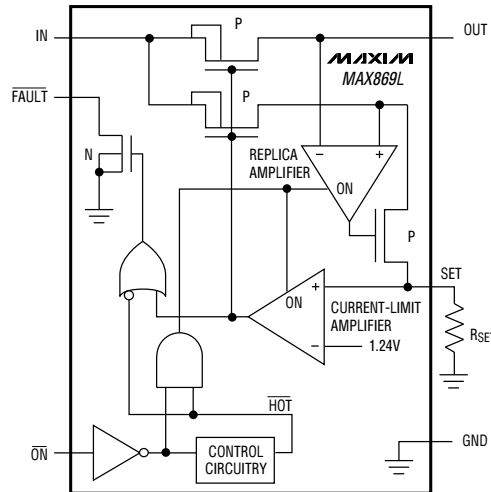 P
IN
OUT
MAXIM
MAX869L
FAULT
P
N
REPLICA
AMPLIFIER
−
+
ON
P
SET
ON
+
CURRENT-LIMIT
AMPLIFIER
−
1.24V
RSET
HOT
ON
CONTROL
CIRCUITRY
GND